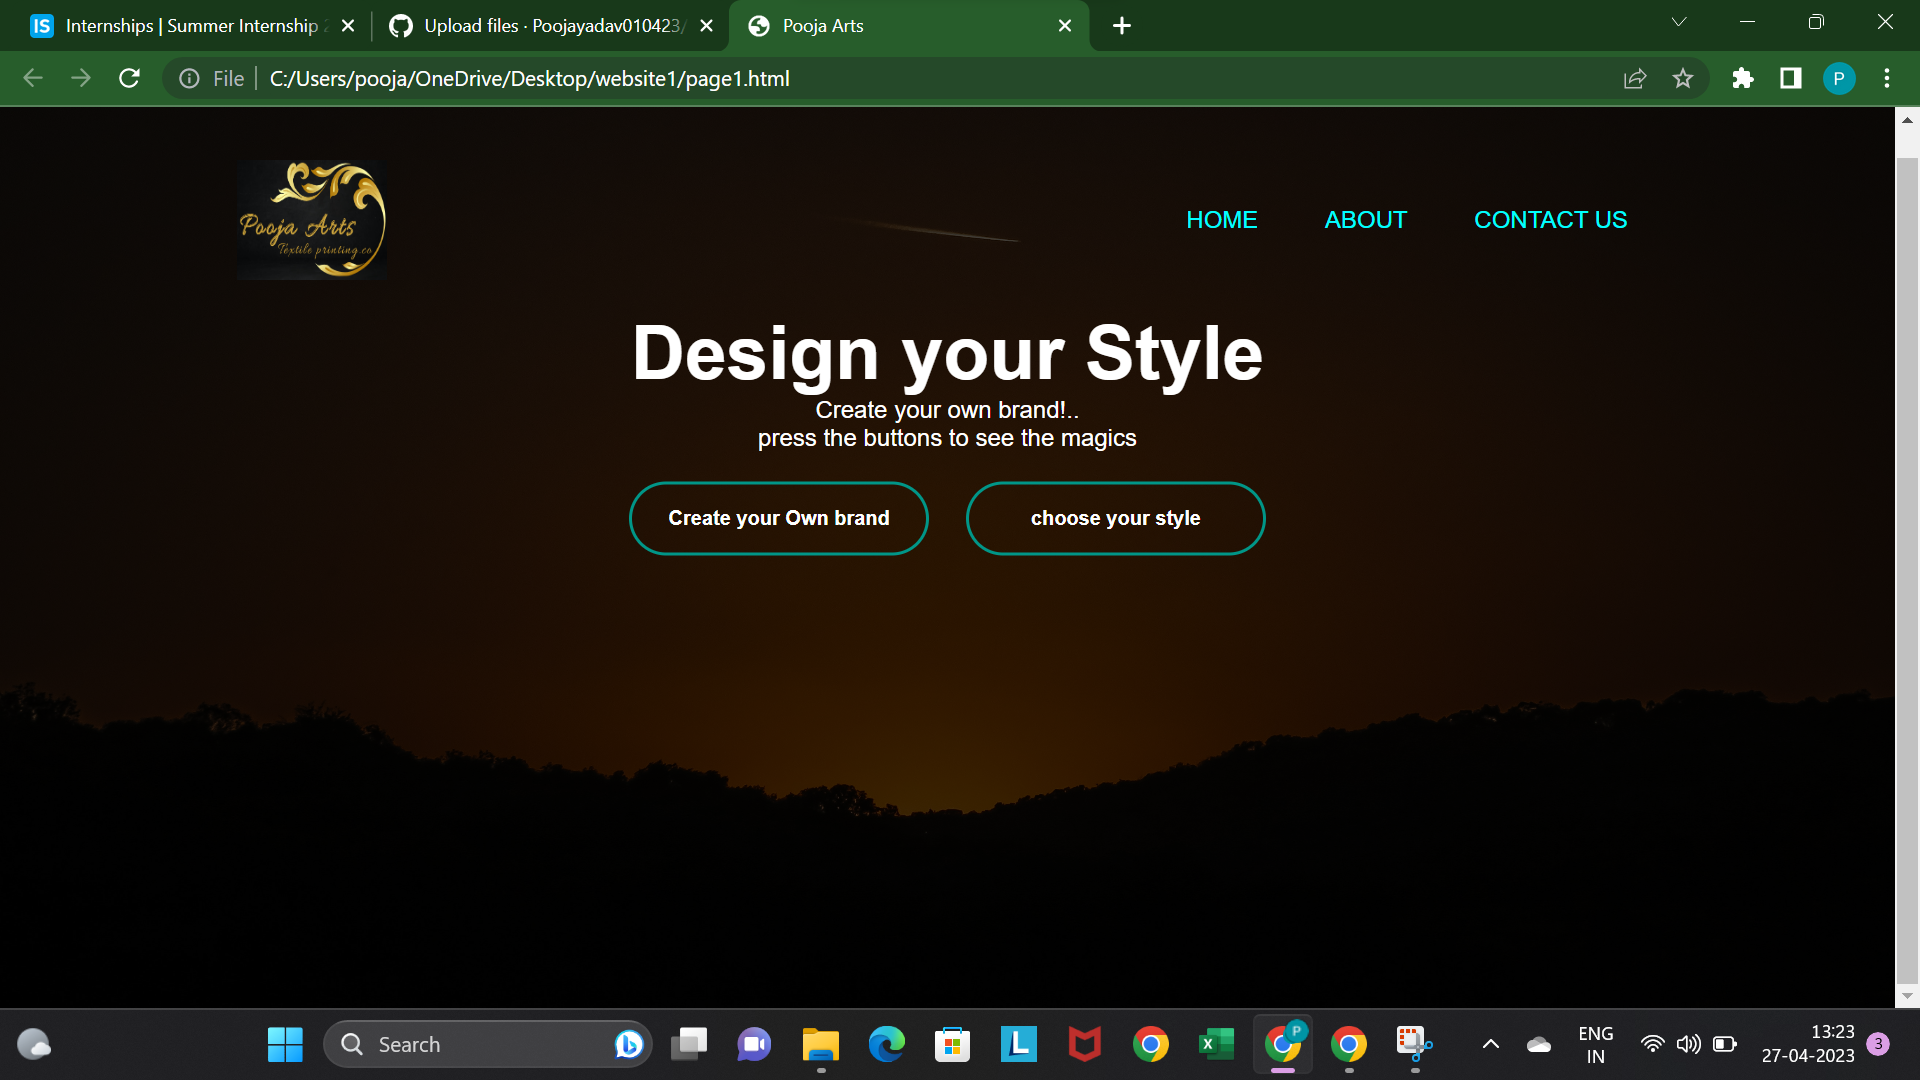 IS Internships | Summer Internship 2
Upload files · Poojayadav010423/
Pooja Arts
File
C:/Users/pooja/OneDrive/Desktop/website1/page1.html
P
Pooja Arts
Textile printing.co
HOME
ABOUT
CONTACT US
Design your Style
Create your own brand!..
press the buttons to see the magics
Create your Own brand
choose your style
Search
L
X
P
ENG
IN
13:23
27-04-2023
3